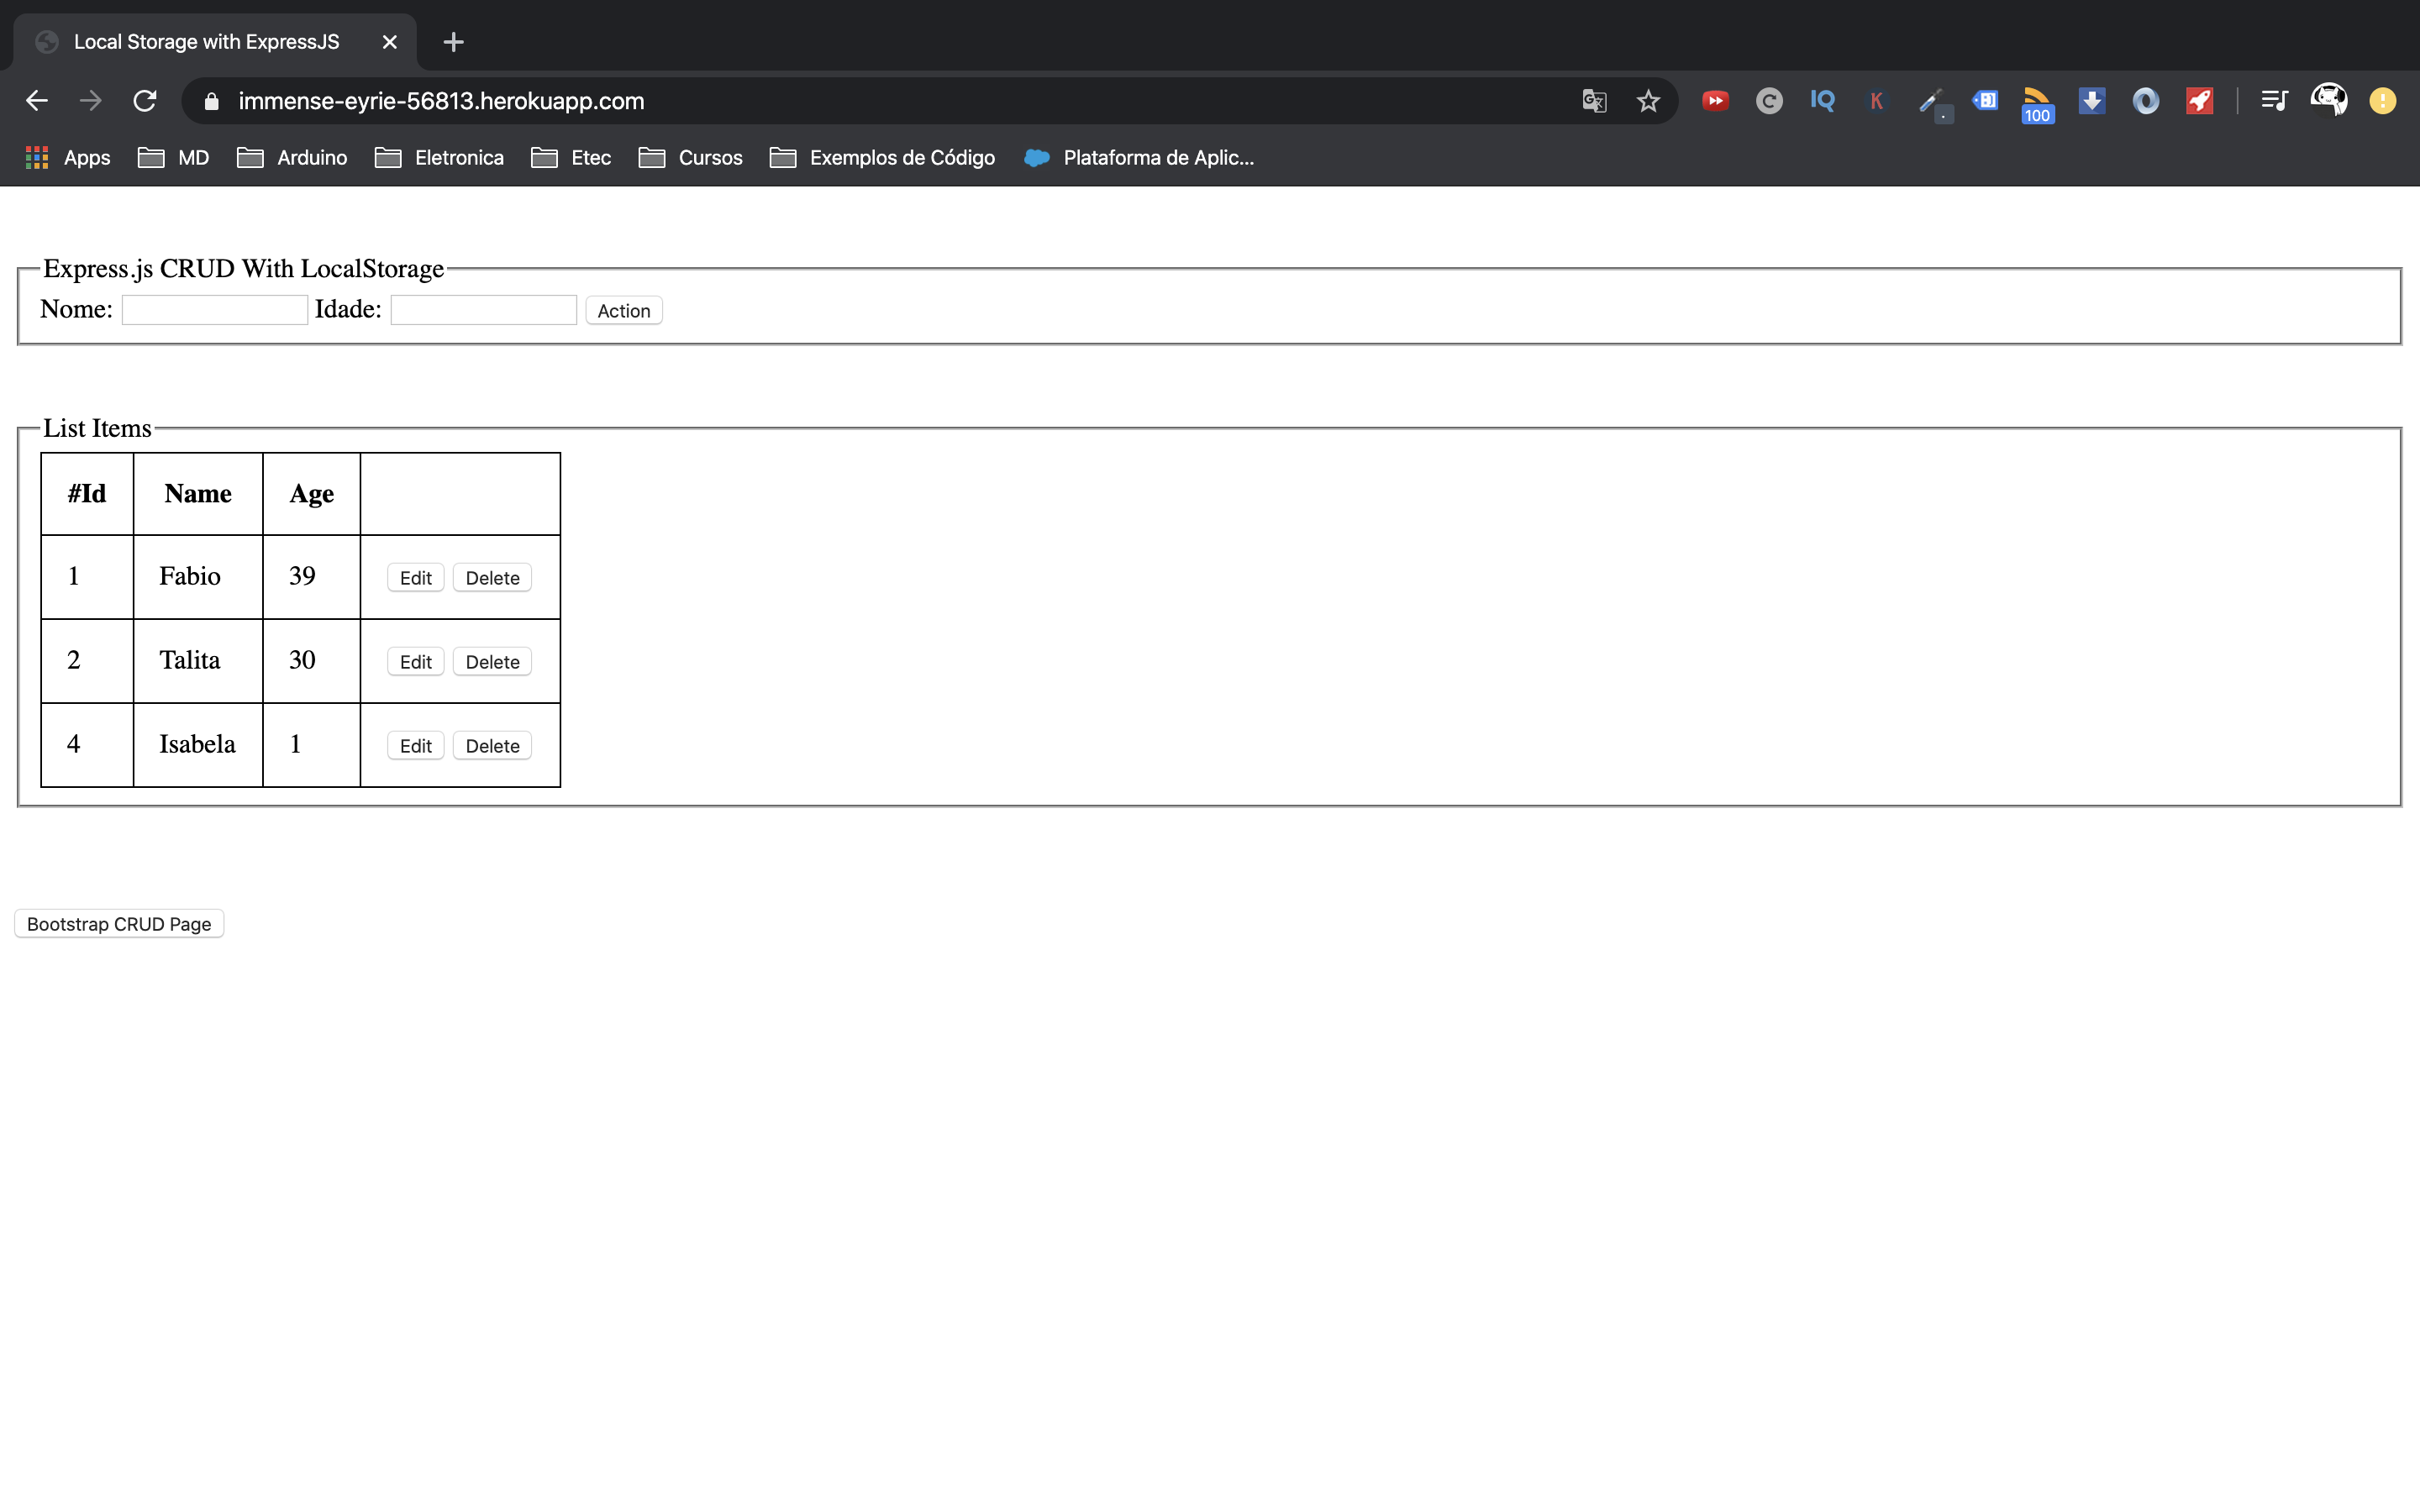 Local Storage with ExpressJS
immense-eyrie-56813.herokuapp.com
IQ
K
100
Apps MD Arduino Eletronica Etec Cursos Exemplos de Código Plataforma de Aplic...
Express.js CRUD With LocalStorage
Nome: Idade: Action
List Items
#Id Name Age
1 Fabio 39 Edit Delete
2 Talita 30 Edit Delete
4 Isabela 1 Edit Delete
Bootstrap CRUD Page